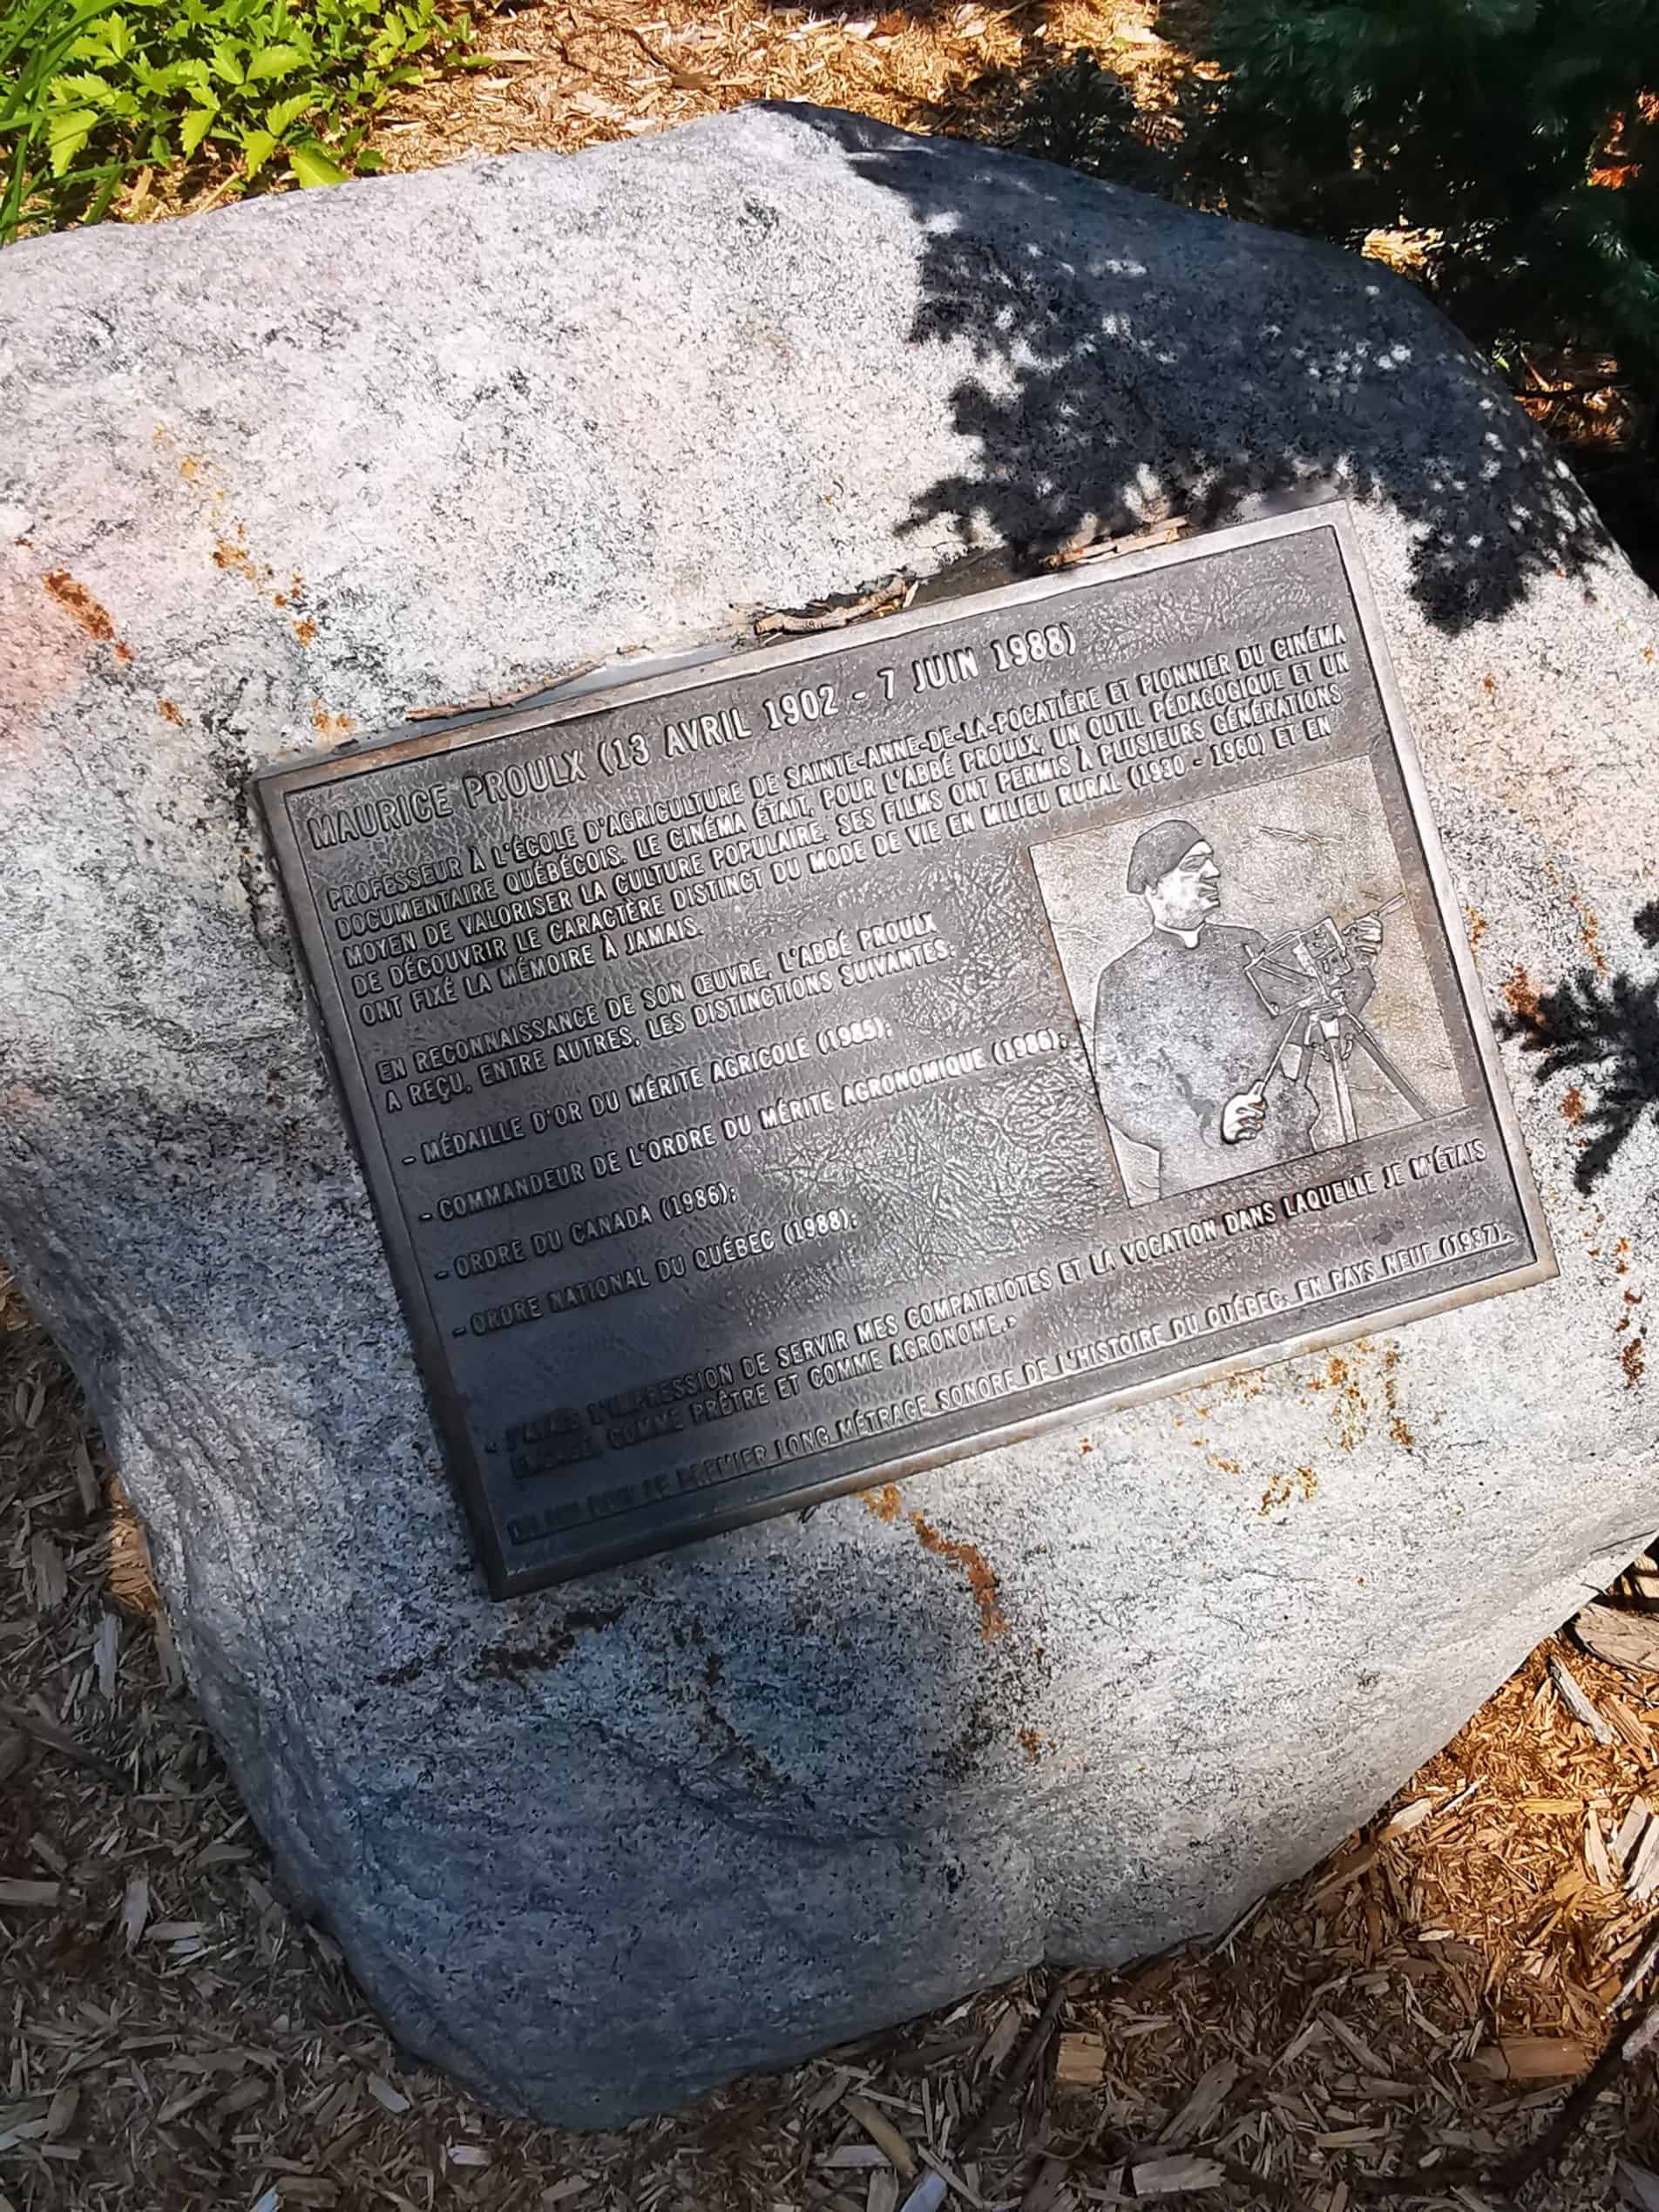 MAURICE PROULX (13 AVRIL 1902 - 7 JUIN 1988)
PROFESSEUR À L'ÉCOLE D'AGRICULTURE DE SAINTE-ANNE-DE-LA-POCATIÈRE ET PIONNIER DU CINÉMA
DOCUMENTAIRE QUÉBÉCOIS. LE CINÉMA ÉTAIT, POUR L'ABBÉ PROULX, UN OUTIL PÉDAGOGIQUE ET UN
MOYEN DE VALORISER LA CULTURE POPULAIRE. SES FILMS ONT PERMIS À PLUSIEURS GÉNÉRATIONS
DE DÉCOUVRIR LE CARACTÈRE DISTINCT DU MODE DE VIE EN MILIEU RURAL (1930 - 1960) ET EN
ONT FIXÉ LA MÉMOIRE À JAMAIS.
EN RECONNAISSANCE DE SON ŒUVRE, L'ABBÉ PROULX
A REÇU, ENTRE AUTRES, LES DISTINCTIONS SUIVANTES:
- MÉDAILLE D'OR DU MÉRITE AGRICOLE (1985);
- COMMANDEUR DE L'ORDRE DU MÉRITE AGRONOMIQUE (1986);
- ORDRE DU CANADA (1986);
- ORDRE NATIONAL DU QUÉBEC (1988);
« J'AVAIS L'IMPRESSION DE SERVIR MES COMPATRIOTES ET LA VOCATION DANS LAQUELLE JE M'ÉTAIS
ENGAGÉ COMME PRÊTRE ET COMME AGRONOME.»
ON LUI DOIT LE PREMIER LONG MÉTRAGE SONORE DE L'HISTOIRE DU QUÉBEC: EN PAYS NEUF (1937).